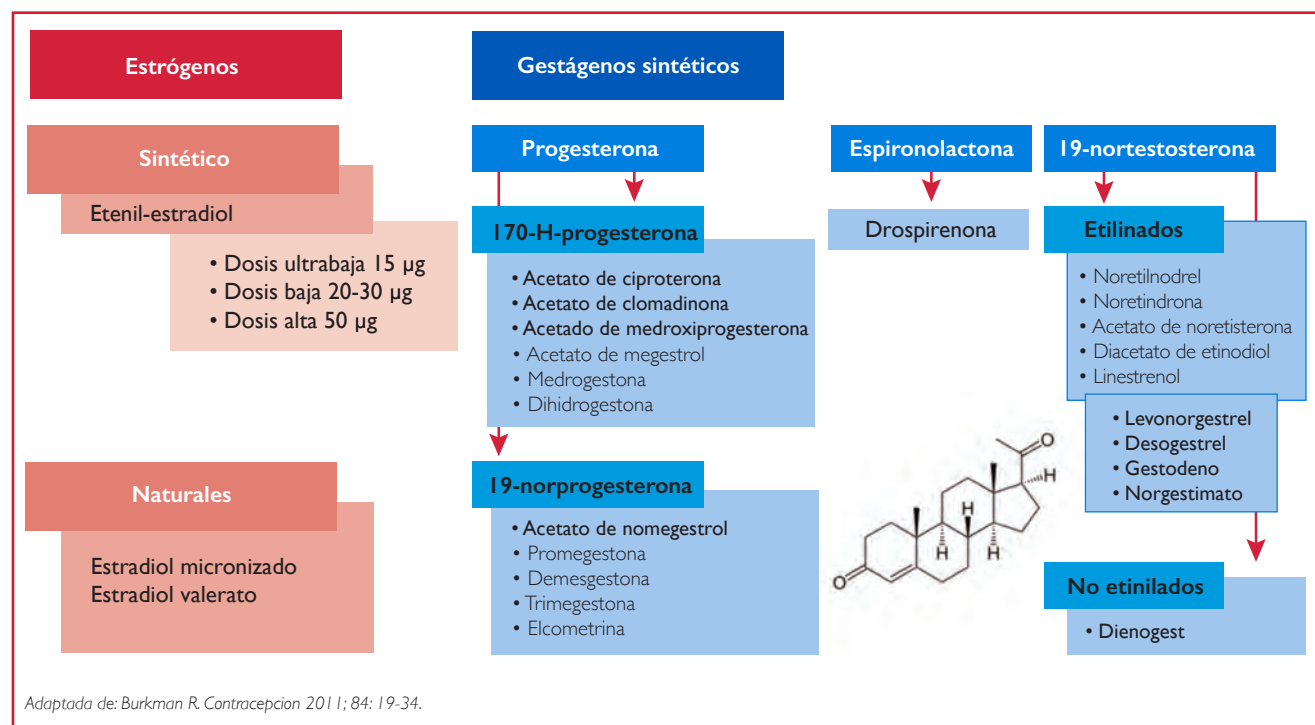 Estrógenos
Sintético
Etenil-estradiol
• Dosis ultrabaja 15 µg
• Dosis baja 20-30 µg
• Dosis alta 50 µg
Naturales
Estradiol micronizado
Estradiol valerato
Gestágenos sintéticos
Progesterona
170-H-progesterona
• Acetato de ciproterona
• Acetato de clomadinona
• Acetado de medroxiprogesterona
• Acetato de megestrol
• Medrogestona
• Dihidrogestona
19-norprogesterona
• Acetato de nomegestrol
• Promegestona
• Demesgestona
• Trimegestona
• Elcometrina
Espironolactona
Drospirenona
19-nortestosterona
Etilinados
• Noretilnodrel
• Noretindrona
• Acetato de noretisterona
• Diacetato de etinodiol
• Linestrenol
• Levonorgestrel
• Desogestrel
• Gestodeno
• Norgestimato
No etinilados
• Dienogest
O
H
H
H
H
O
Adaptada de: Burkman R. Contracepcion 2011; 84: 19-34.